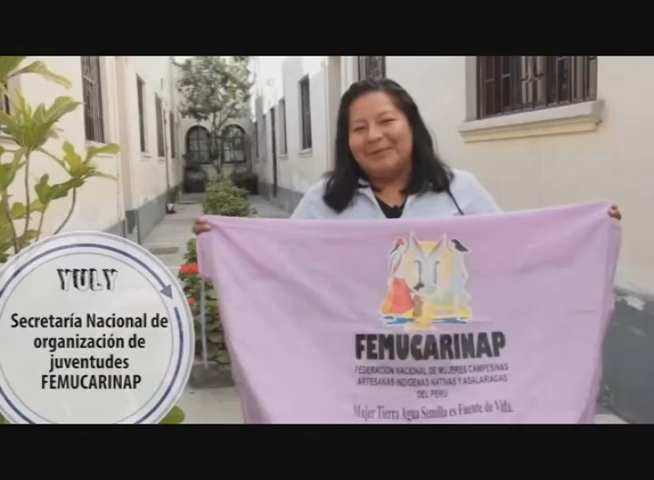 YULY
Secretaría Nacional de
organización de
juventudes
FEMUCARINAP
FEMUCARINAP
FEDERACIÓN NACIONAL DE MUJERES CAMPESINAS
ARTESANAS INDIGENAS NATIVAS Y ASALARIADAS
DEL PERU
Mujer Tierra Agua Semilla es Fuente de Vida.